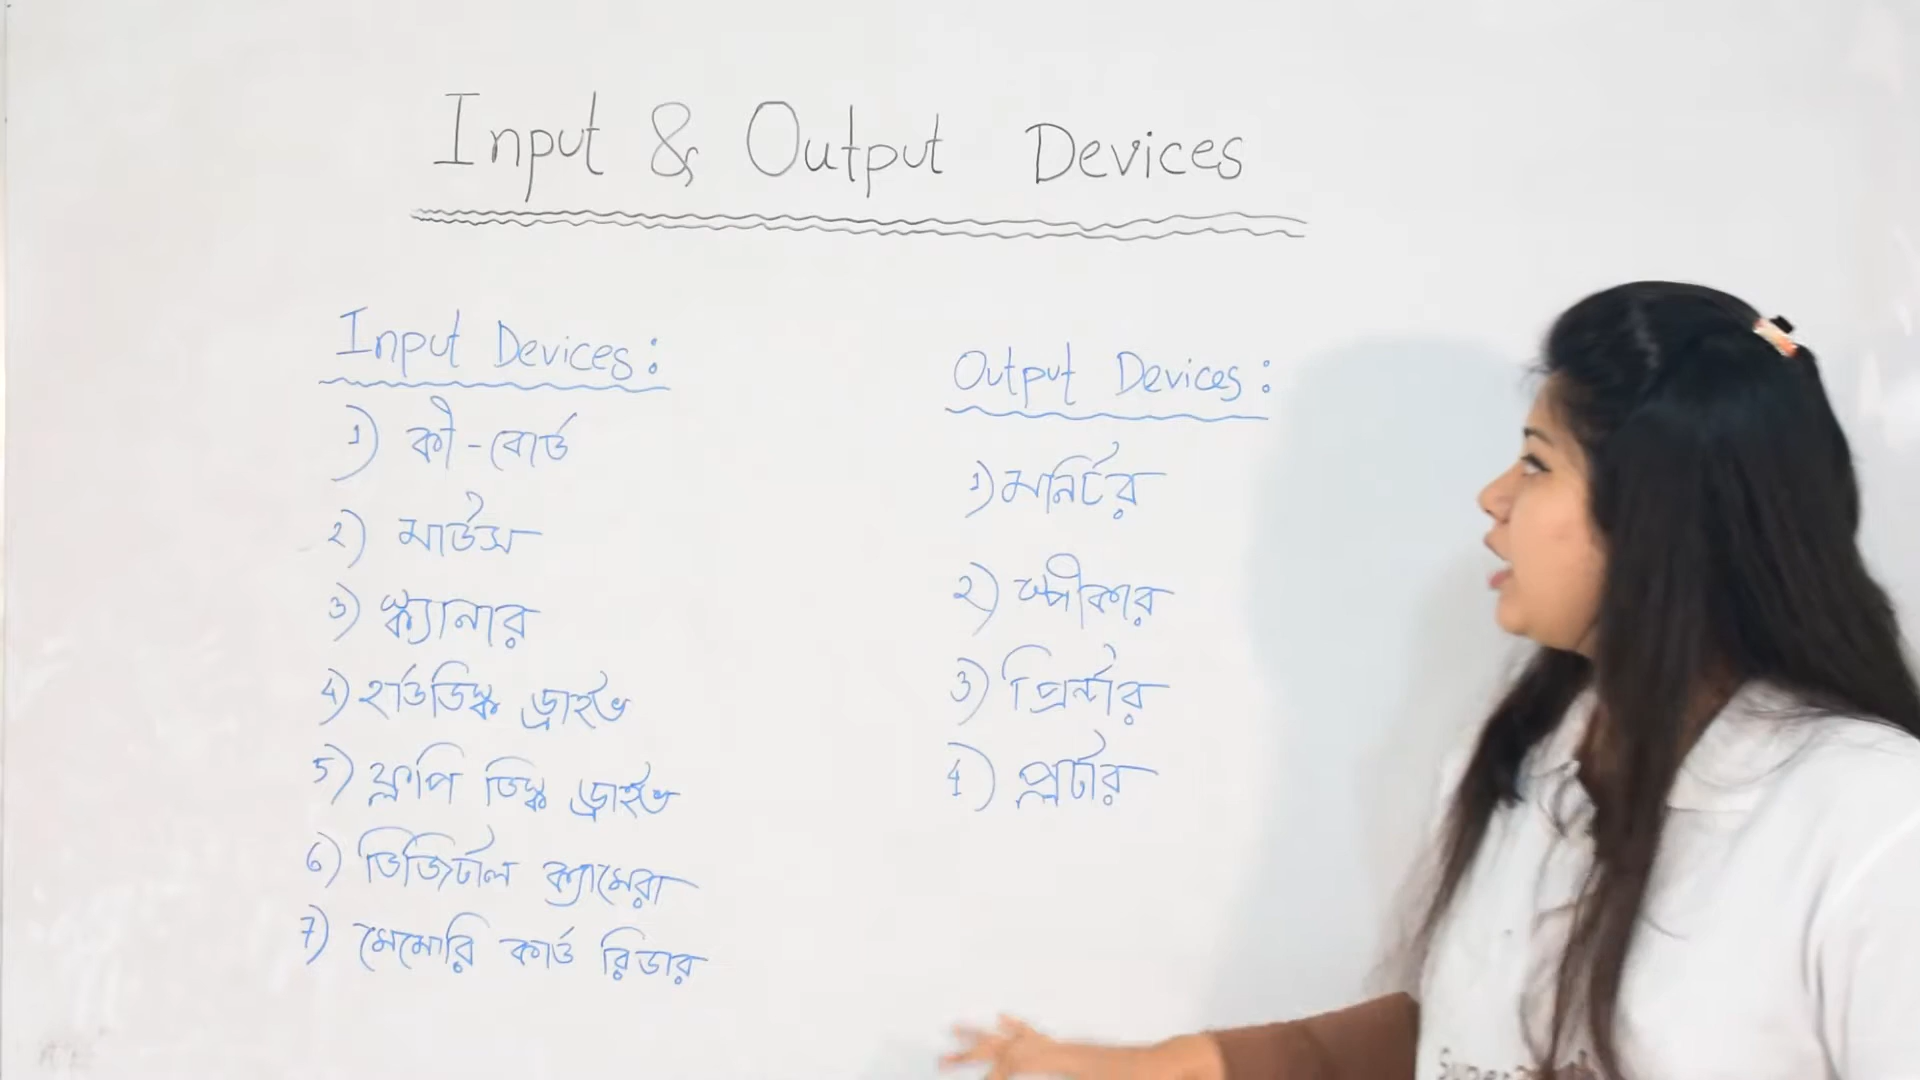 Input & Output Devices
Input Devices:
1) কী-বোর্ড
2) মাউস
3) স্ক্যানার
4) হার্ডডিস্ক ড্রাইভ
5) ফ্লপি ডিস্ক ড্রাইভ
6) ডিজিটাল ক্যামেরা
7) মেমোরি কার্ড রিডার
Output Devices:
1) মনিটর
2) স্পীকার
3) প্রিন্টার
4) প্লটার